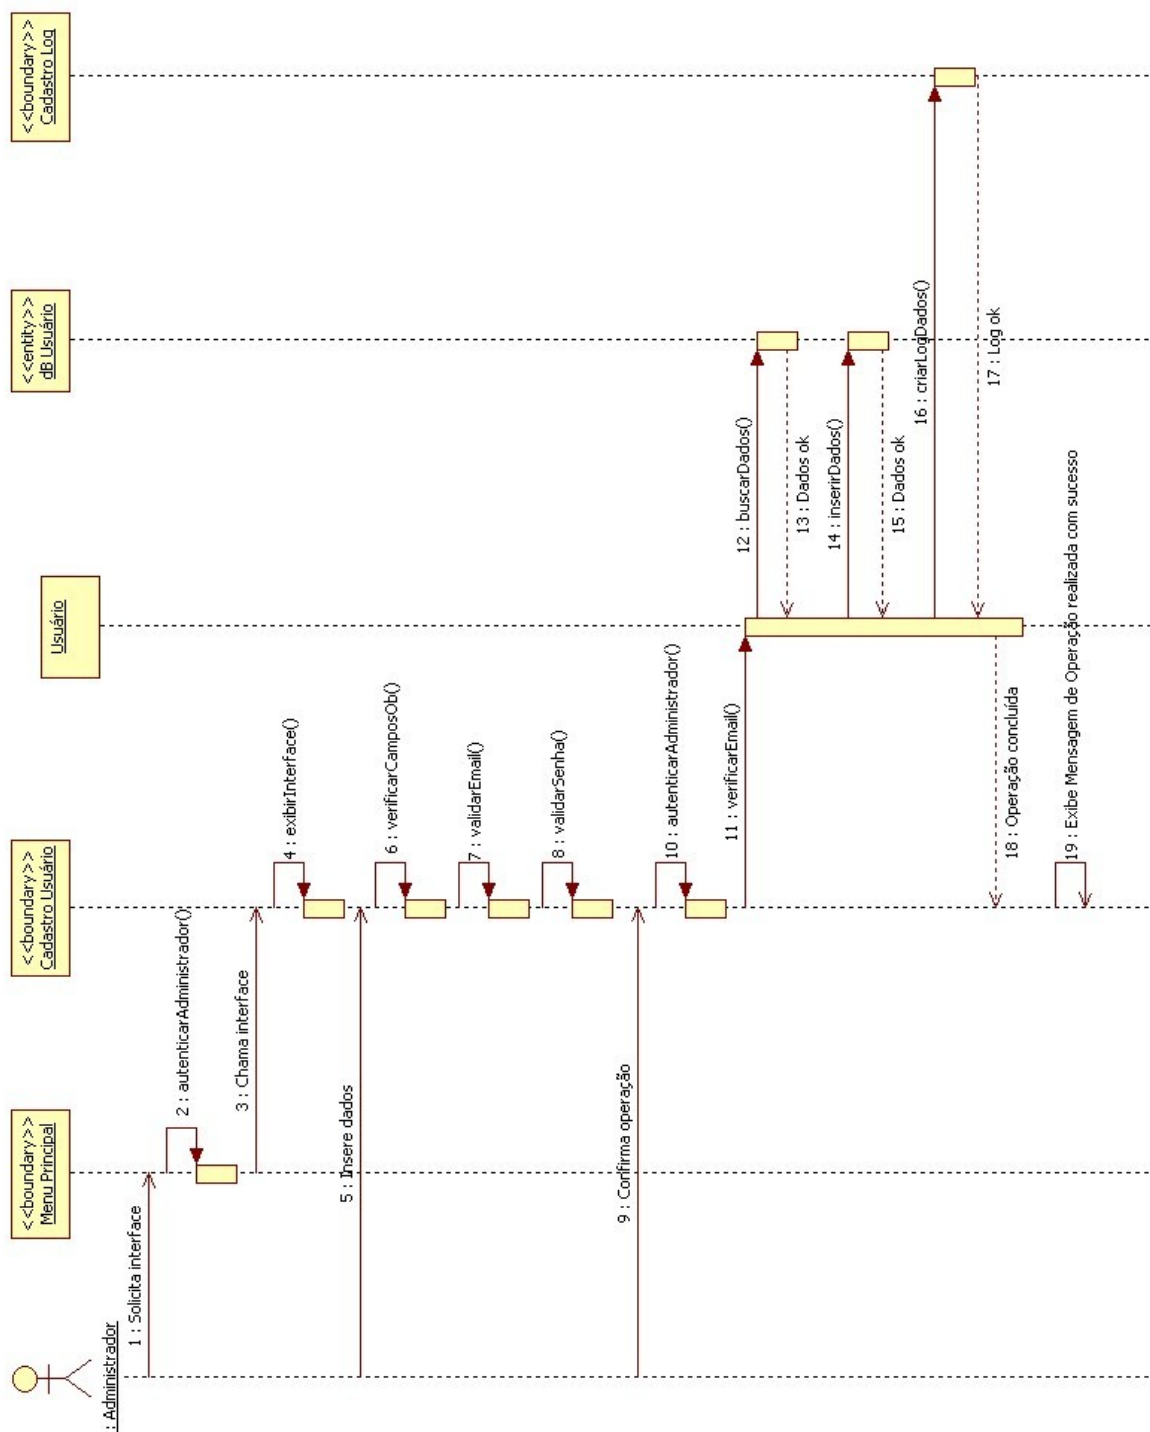 : Administrador
<<boundary>>
Menu Principal
<<boundary>>
Cadastro Usuário
Usuário
<<entity>>
dB Usuário
<<boundary>>
Cadastro Log
1 : Solicita interface
2 : autenticarAdministrador()
3 : Chama interface
4 : exibirInterface()
5 : Insere dados
6 : verificarCamposOb()
7 : validarEmail()
8 : validarSenha()
9 : Confirma operação
10 : autenticarAdministrador()
11 : verificarEmail()
12 : buscarDados()
13 : Dados ok
14 : inserirDados()
15 : Dados ok
16 : criarLogDados()
17 : Log ok
18 : Operação concluída
19 : Exibe Mensagem de Operação realizada com sucesso